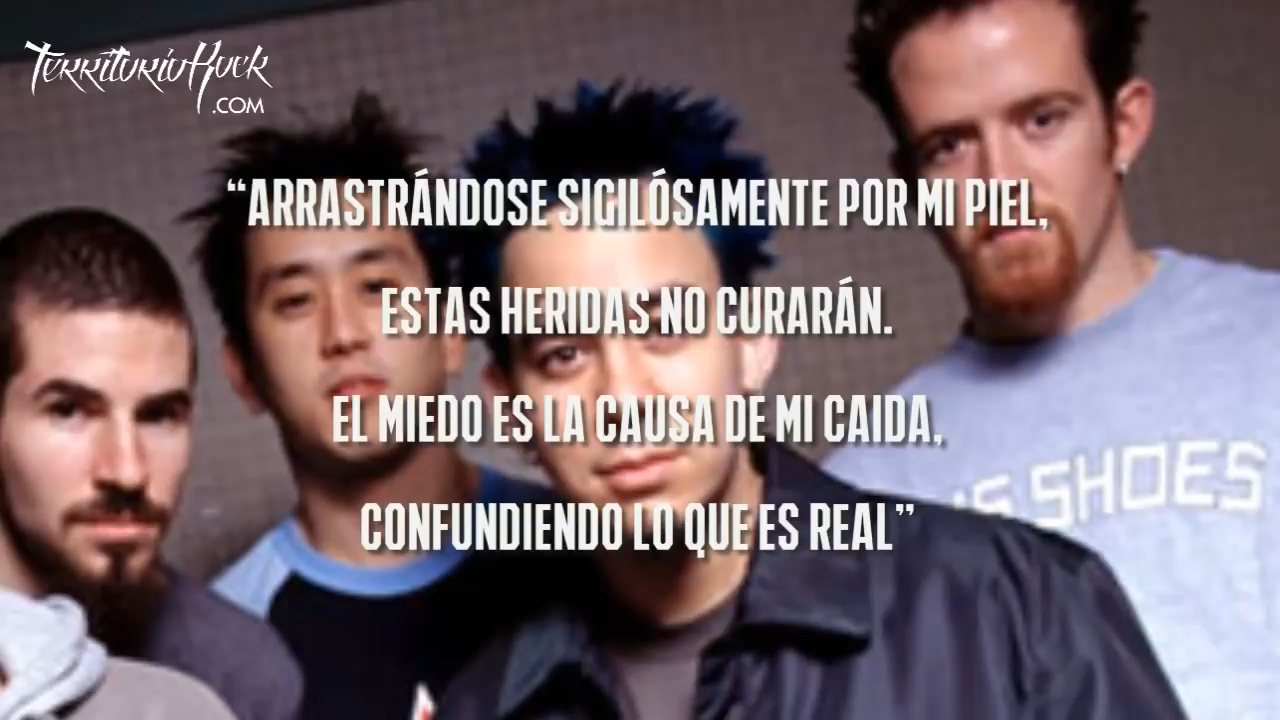 TERRITORIOROCK
.COM
“ARRASTRÁNDOSE SIGILÓSAMENTE POR MI PIEL,
ESTAS HERIDAS NO CURARÁN.
EL MIEDO ES LA CAUSA DE MI CAIDA,
CONFUNDIENDO LO QUE ES REAL”
SHOES